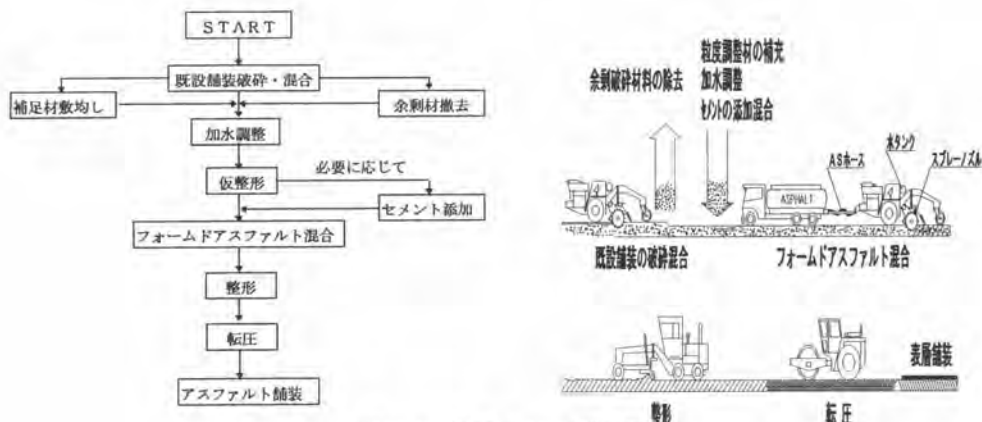 START
既設舗装破砕・混合
補足材敷均し
余剰材撤去
加水調整
仮整形
必要に応じて
セメント添加
フォームドアスファルト混合
整形
転圧
アスファルト舗装
余剰破砕材料の除去
粒度調整材の補充
加水調整
セメントの添加混合
ASホース
水タンク
スプレーノズル
ASPHALT
既設舗装の破砕混合
フォームドアスファルト混合
表層舗装
整形
転圧